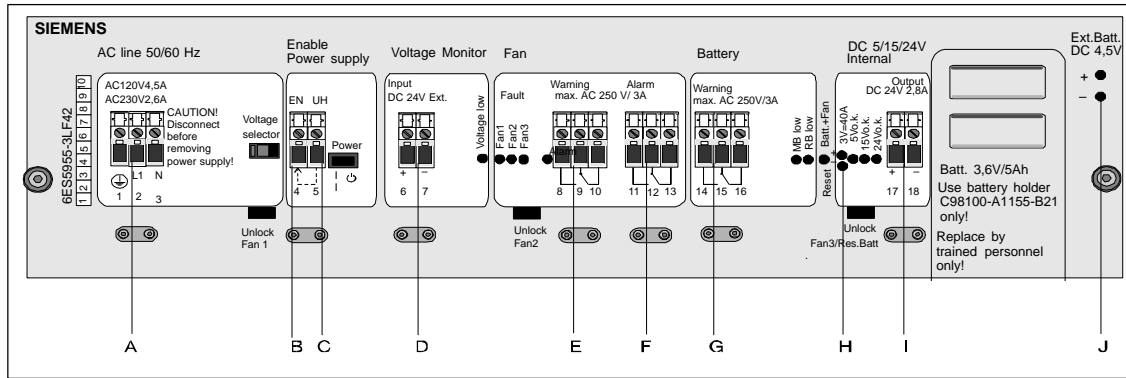 SIEMENS
6ES5955-3LF42
1 2 3 4 5 6 7 8 9 10
AC line 50/60 Hz
AC120V4,5A
AC230V2,6A
CAUTION!
Disconnect
before
removing
power supply!
L1 N
1 2 3
Voltage
selector
Unlock
Fan 1
Enable
Power supply
EN UH
Power
4 5
Voltage Monitor
Input
DC 24V Ext.
+ −
6 7
Voltage low
Fan
Fault
Fan1
Fan2
Fan3
Warning
Alarm
max. AC 250 V/ 3A
Alarm
8 9 10
11 12 13
Unlock
Fan2
Battery
Warning
max. AC 250V/3A
14 15 16
MB low
RB low
Batt.+Fan
Reset
DC 5/15/24V
Internal
+
3V=40A
5Vo.k.
15Vo.k.
24Vo.k.
Output
DC 24V 2,8A
+ −
17 18
Unlock
Fan3/Res.Batt
Batt. 3,6V/5Ah
Use battery holder
C98100-A1155-B21
only!
Replace by
trained personnel
only!
Ext.Batt.
DC 4,5V
+
−
A B C D E F G H I J